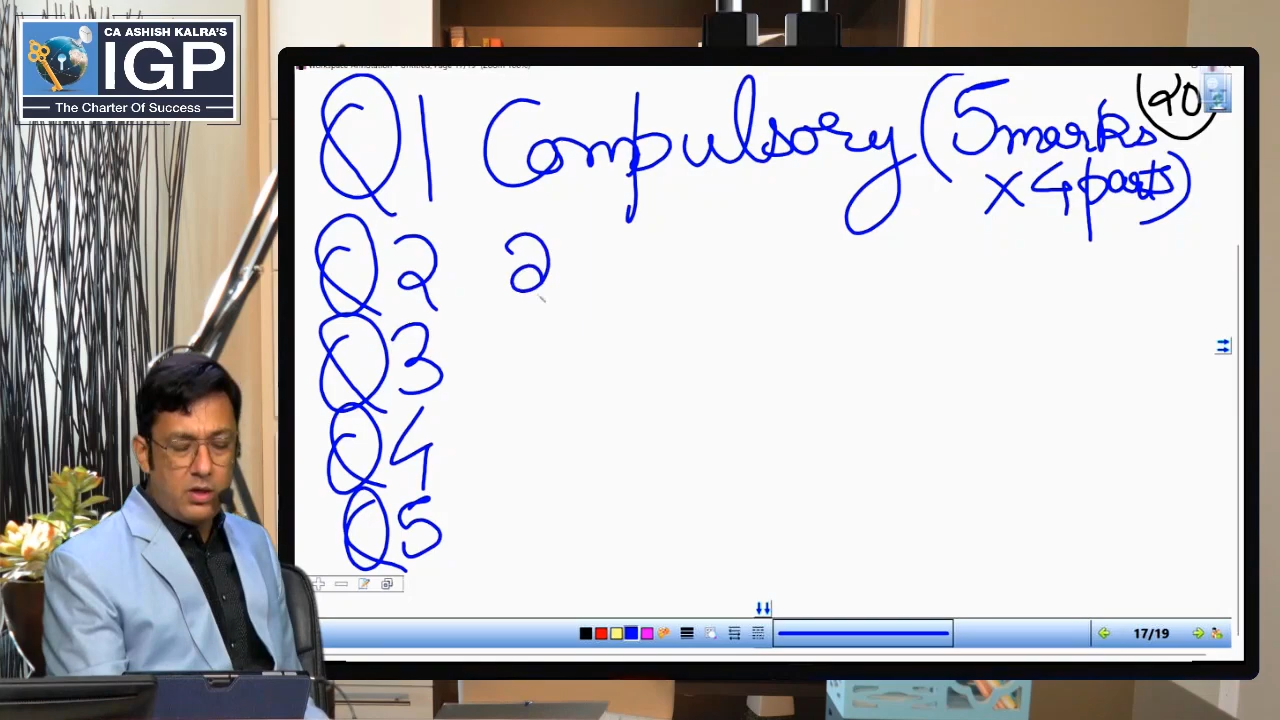 CA ASHISH KALRA'S
IGP
The Charter Of Success
20
Q1 Compulsory (5 marks
x 4 parts)
Q2 2
Q3
Q4
Q5
17/19